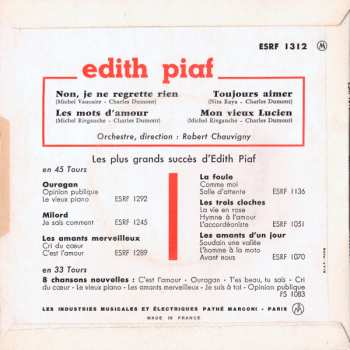 ESRF 1312 M
edith piaf
Non, je ne regrette rien
(Michel Vaucaire - Charles Dumont)
Les mots d'amour
(Michel Rivgauche - Charles Dumont)
Toujours aimer
(Nita Raya - Charles Dumont)
Mon vieux Lucien
(Michel Rivgauche - Charles Dumont)
Orchestre, direction : Robert Chauvigny
Les plus grands succès d'Edith Piaf
en 45 Tours
Ouragan
Opinion publique
Le vieux piano ESRF 1292
Milord
Je sais comment ESRF 1245
Les amants merveilleux
Cri du cœur
C'est l'amour ESRF 1289
La foule
Comme moi
Salle d'attente ESRF 1136
Les trois cloches
La vie en rose
Hymne à l'amour
L'accordéoniste ESRF 1051
Les amants d'un jour
Soudain une vallée
L'homme à la moto
Avant nous ESRF 1070
en 33 Tours
8 chansons nouvelles : C'est l'amour - Ouragan - T'es beau, tu sais - Cri
du cœur - Le vieux piano - Les amants merveilleux - Je suis à toi - Opinion publique
FS 1083
LES INDUSTRIES MUSICALES ET ÉLECTRIQUES PATHÉ MARCONI - PARIS
MADE IN FRANCE